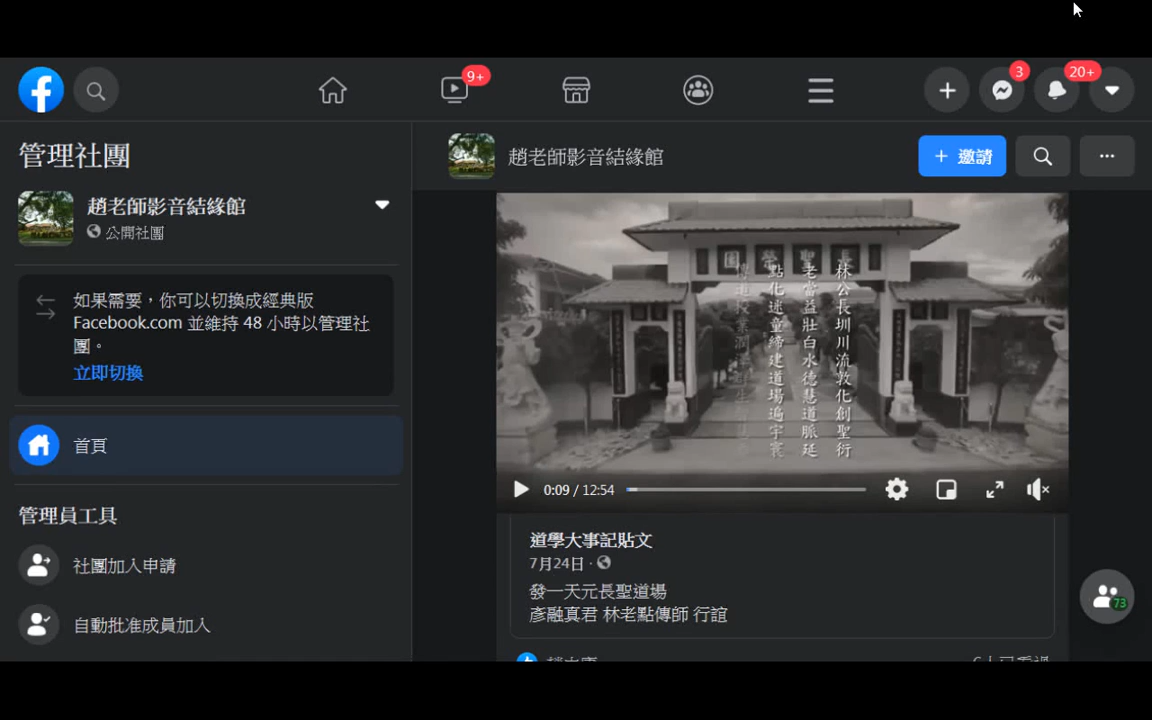 9+
3
20+
管理社團
趙老師影音結緣館
公開社團
如果需要，你可以切換成經典版
Facebook.com 並維持 48 小時以管理社
團。
立即切換
首頁
管理員工具
社團加入申請
自動批准成員加入
趙老師影音結緣館
+ 邀請
園榮聖長
林公長圳川流敦化創聖衍
老當益壯白水德慧道脈延
點化迷童締建道場遍宇寰
0:09 / 12:54
道學大事記貼文
7月24日 ·
發一天元長聖道場
彥融真君 林老點傳師 行誼
73